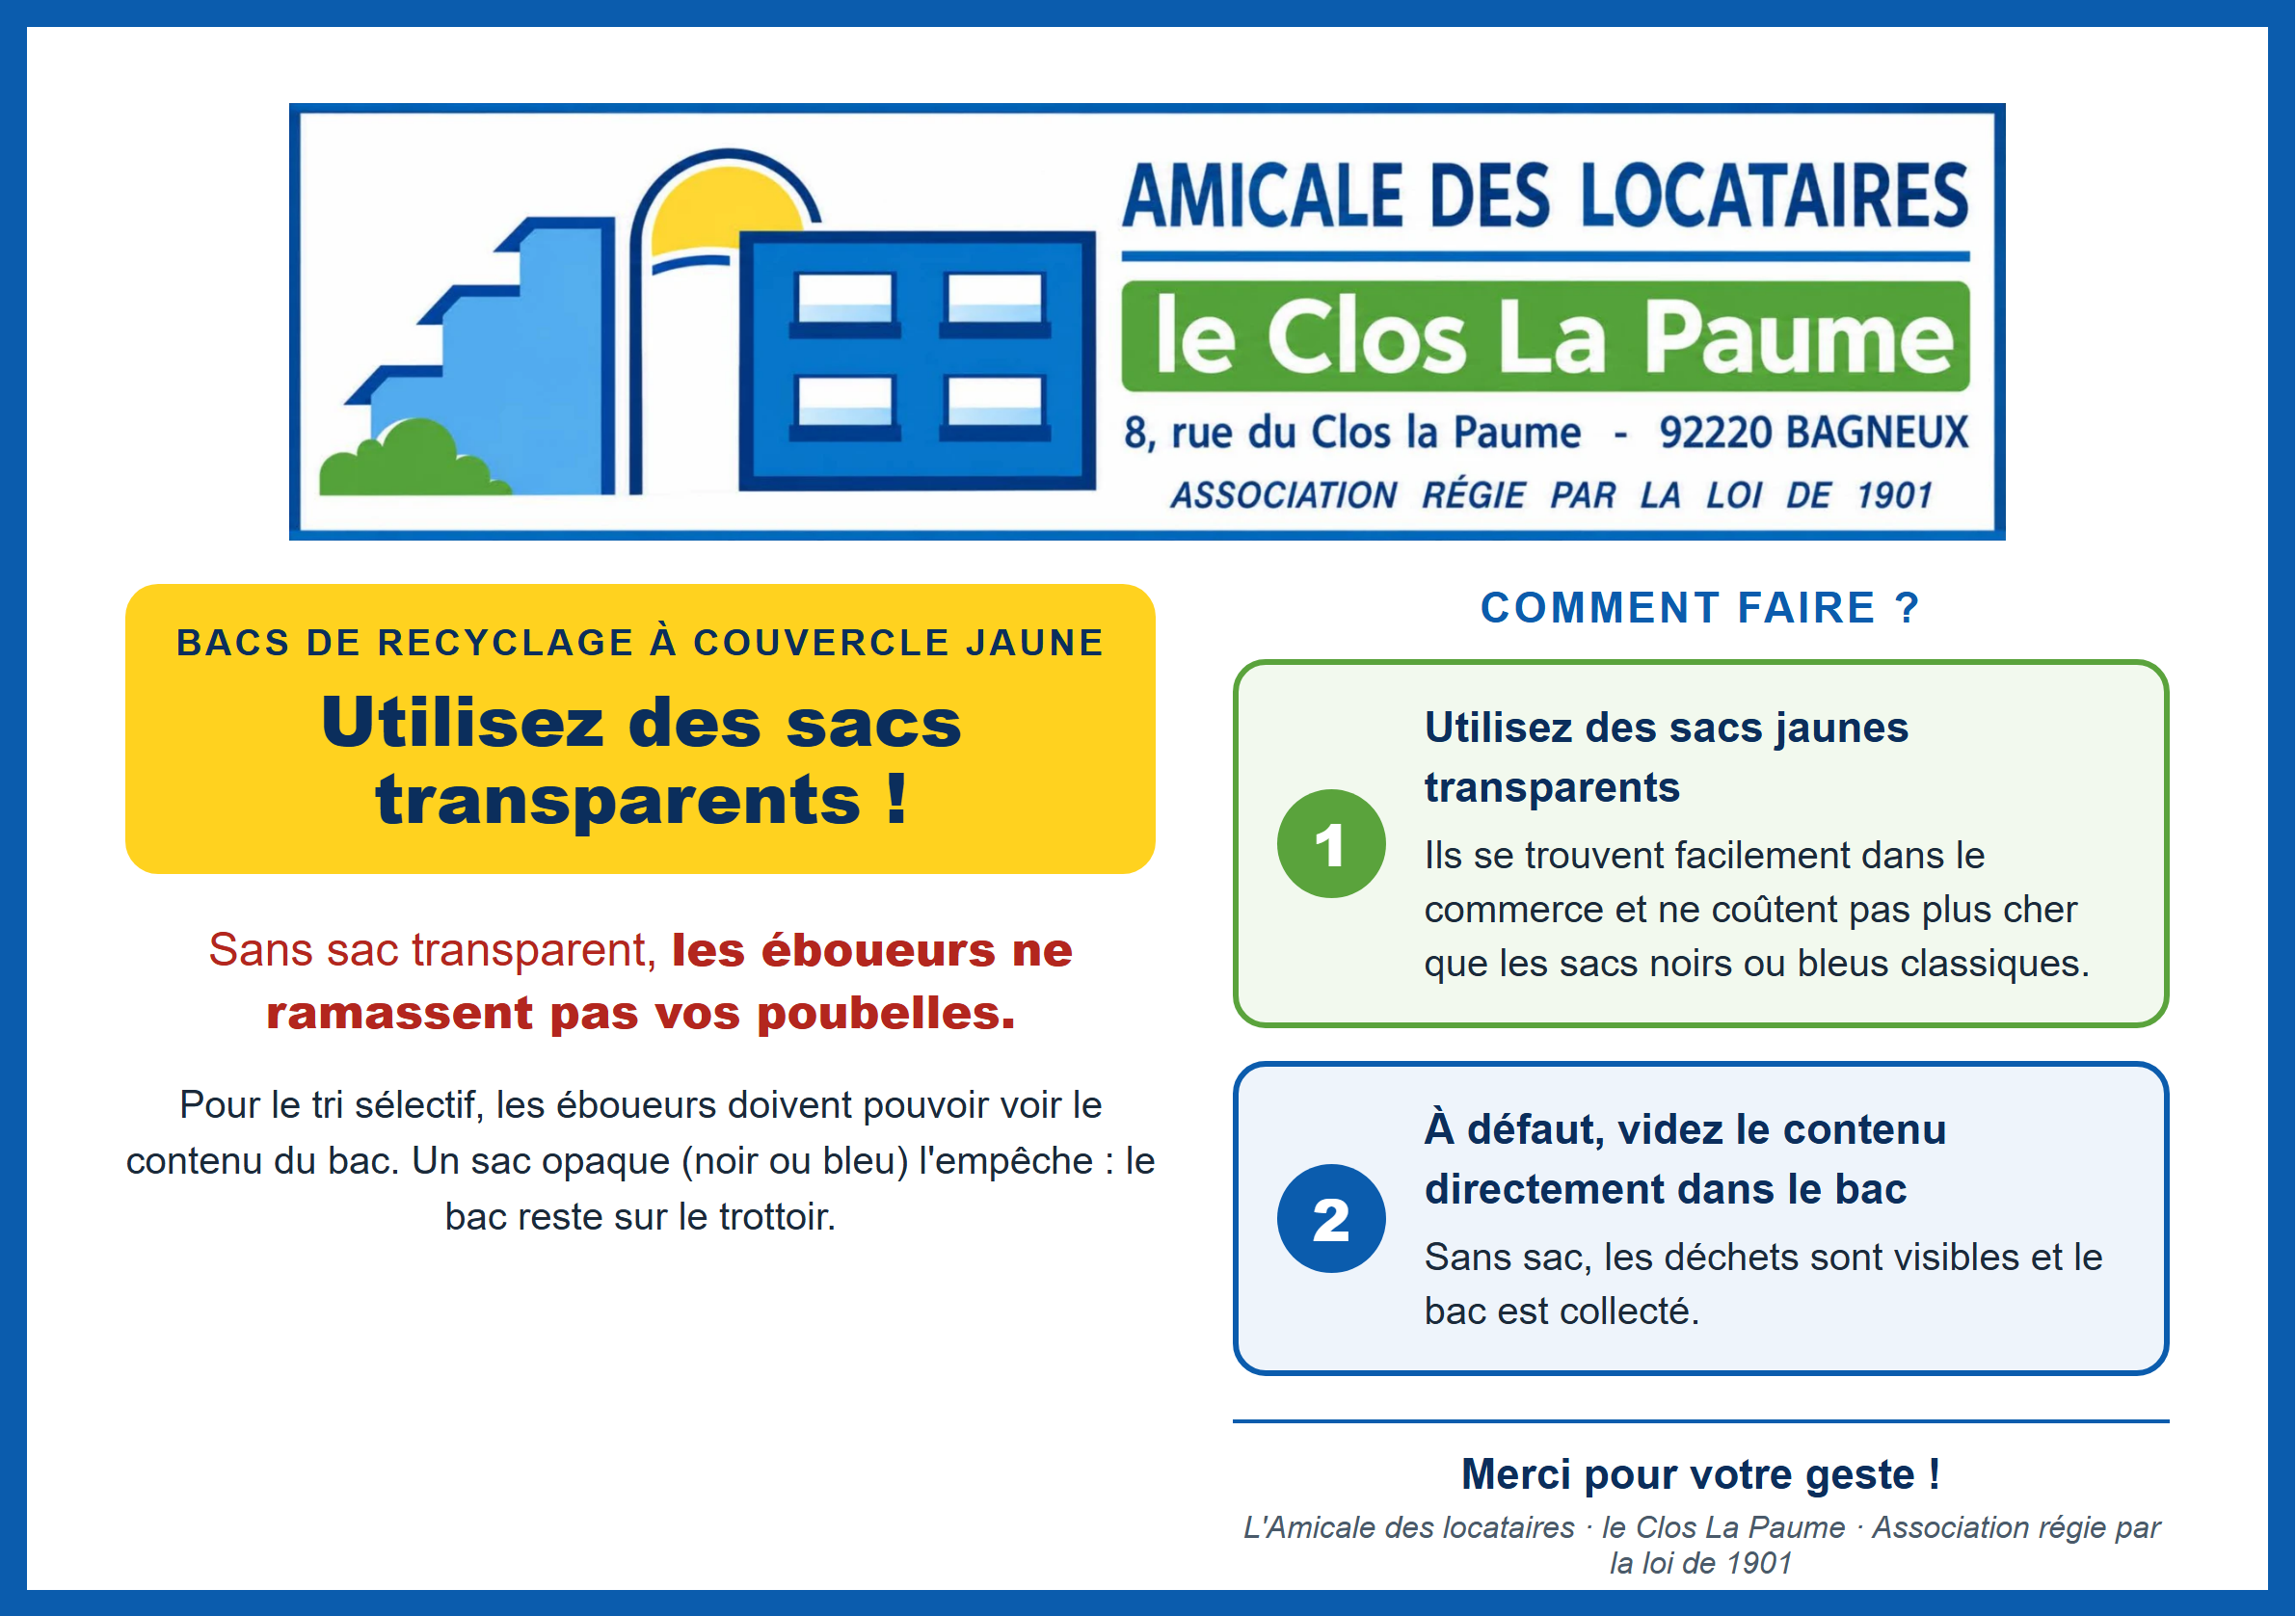 AMICALE DES LOCATAIRES
le Clos La Paume
8, rue du Clos la Paume - 92220 BAGNEUX
ASSOCIATION RÉGIE PAR LA LOI DE 1901
BACS DE RECYCLAGE À COUVERCLE JAUNE
Utilisez des sacs
transparents !
Sans sac transparent, les éboueurs ne
ramassent pas vos poubelles.
Pour le tri sélectif, les éboueurs doivent pouvoir voir le
contenu du bac. Un sac opaque (noir ou bleu) l'empêche : le
bac reste sur le trottoir.
COMMENT FAIRE ?
1
Utilisez des sacs jaunes
transparents
Ils se trouvent facilement dans le
commerce et ne coûtent pas plus cher
que les sacs noirs ou bleus classiques.
2
À défaut, videz le contenu
directement dans le bac
Sans sac, les déchets sont visibles et le
bac est collecté.
Merci pour votre geste !
L'Amicale des locataires · le Clos La Paume · Association régie par
la loi de 1901